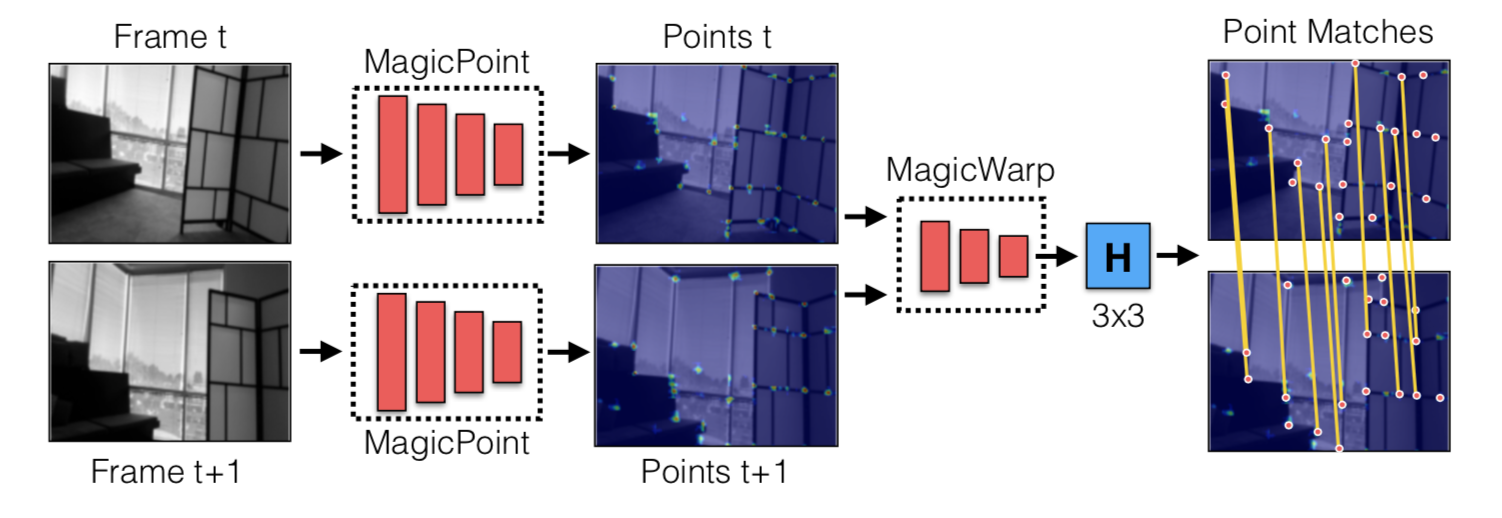 Frame t
MagicPoint
Points t
Point Matches
MagicWarp
H
3x3
MagicPoint
Frame t+1
Points t+1